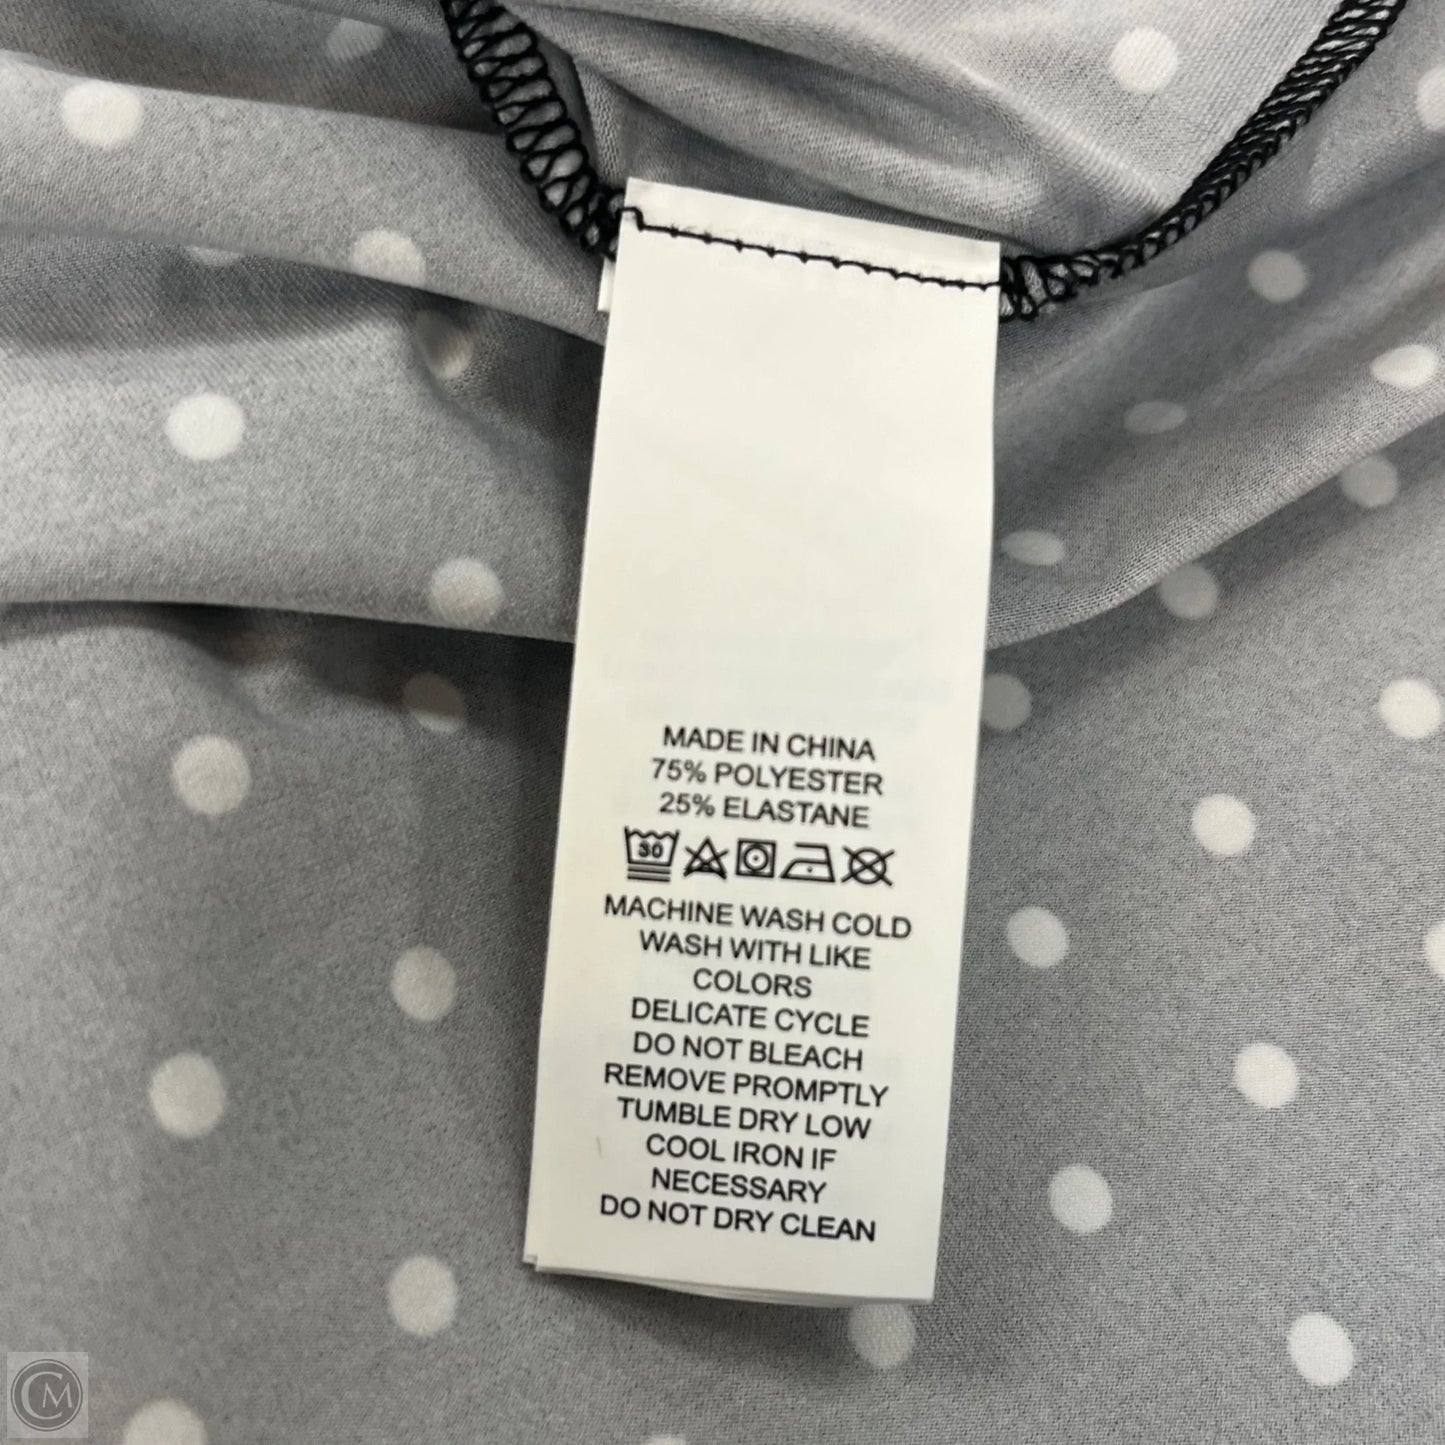 MADE IN CHINA
75% POLYESTER
25% ELASTANE
30
MACHINE WASH COLD
WASH WITH LIKE
COLORS
DELICATE CYCLE
DO NOT BLEACH
REMOVE PROMPTLY
TUMBLE DRY LOW
COOL IRON IF
NECESSARY
DO NOT DRY CLEAN
CM